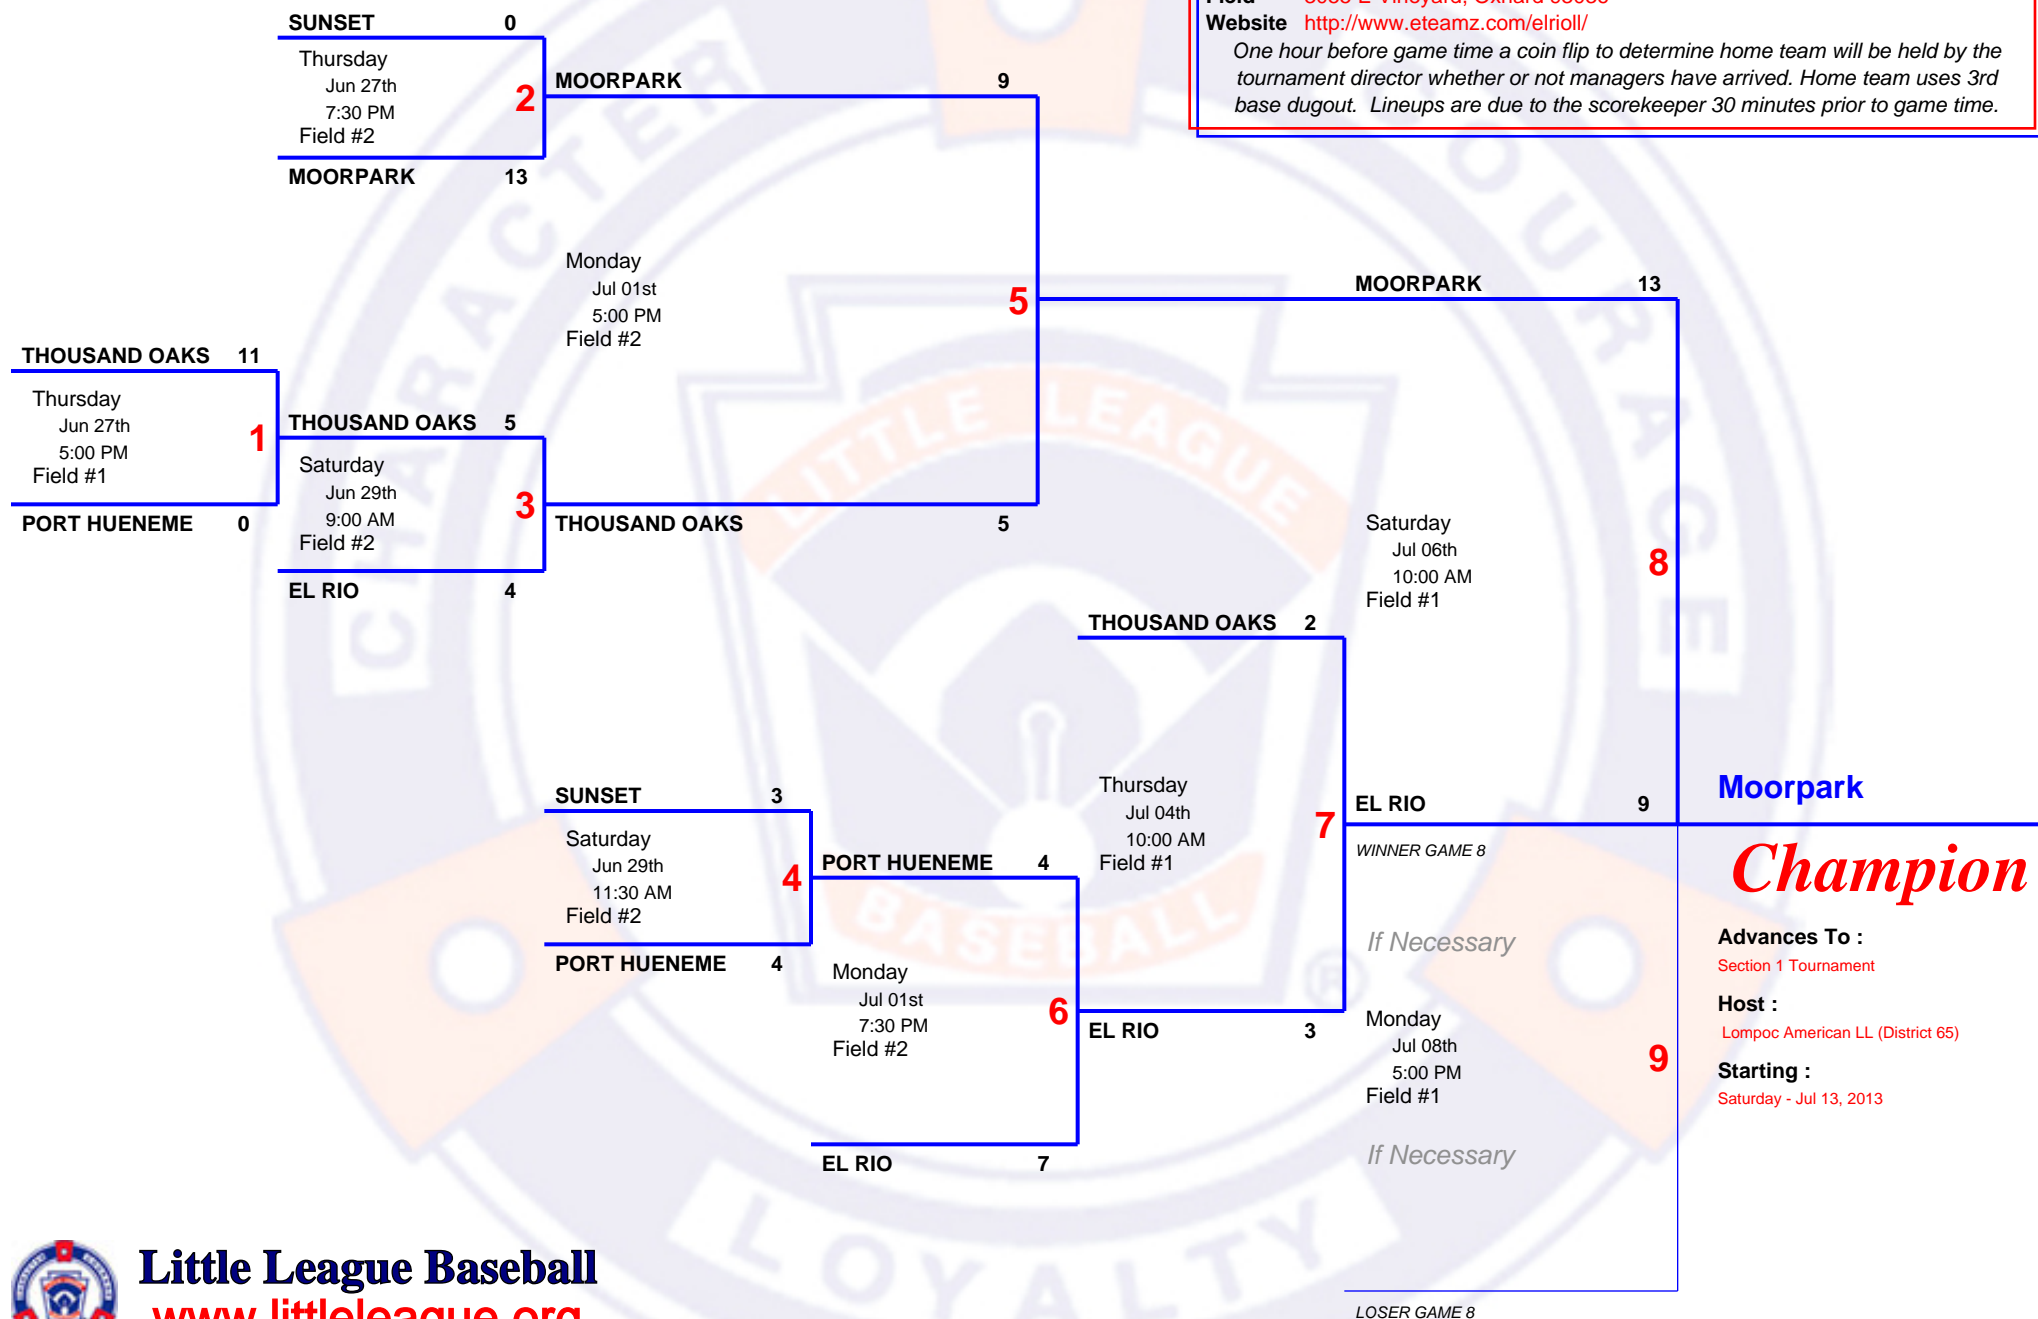 Website http://www.eteamz.com/elrioll/
One hour before game time a coin flip to determine home team will be held by the
tournament director whether or not managers have arrived. Home team uses 3rd
base dugout. Lineups are due to the scorekeeper 30 minutes prior to game time.
SUNSET 0
Thursday
Jun 27th
7:30 PM
Field #2
2
MOORPARK 13
MOORPARK 9
Monday
Jul 01st
5:00 PM
Field #2
5
MOORPARK 13
THOUSAND OAKS 11
Thursday
Jun 27th
5:00 PM
Field #1
1
PORT HUENEME 0
THOUSAND OAKS 5
Saturday
Jun 29th
9:00 AM
Field #2
3
EL RIO 4
THOUSAND OAKS 5
Saturday
Jul 06th
10:00 AM
Field #1
8
THOUSAND OAKS 2
Thursday
Jul 04th
10:00 AM
Field #1
7
EL RIO 3
SUNSET 3
Saturday
Jun 29th
11:30 AM
Field #2
4
PORT HUENEME 4
PORT HUENEME 4
Monday
Jul 01st
7:30 PM
Field #2
6
EL RIO 7
EL RIO 9
WINNER GAME 8
If Necessary
Monday
Jul 08th
5:00 PM
Field #1
9
If Necessary
LOSER GAME 8
Moorpark
Champion
Advances To :
Section 1 Tournament
Host :
Lompoc American LL (District 65)
Starting :
Saturday - Jul 13, 2013
CHARACTER
COURAGE
LOYALTY
LITTLE LEAGUE
BASEBALL
®
Little League Baseball
www.littleleague.org